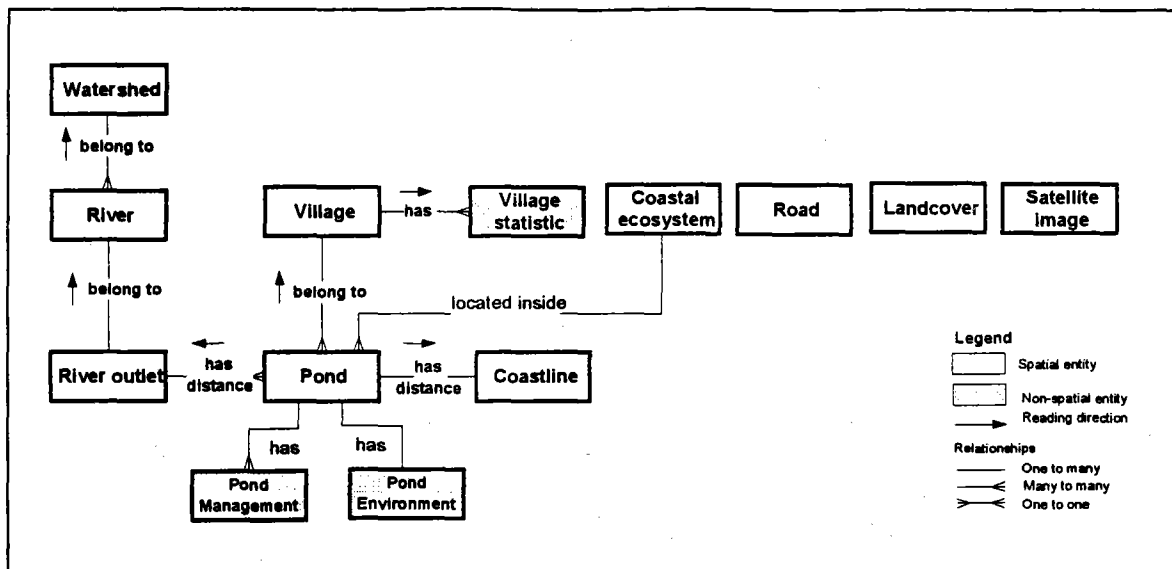 Watershed
belong to
River
belong to
River outlet
has
distance
Village
has
Village
statistic
belong to
Pond
has
distance
Coastline
Coastal
ecosystem
located inside
Road
Landcover
Satellite
image
has
Pond
Management
has
Pond
Environment
Legend
Spatial entity
Non-spatial entity
Reading direction
Relationships
One to many
Many to many
One to one